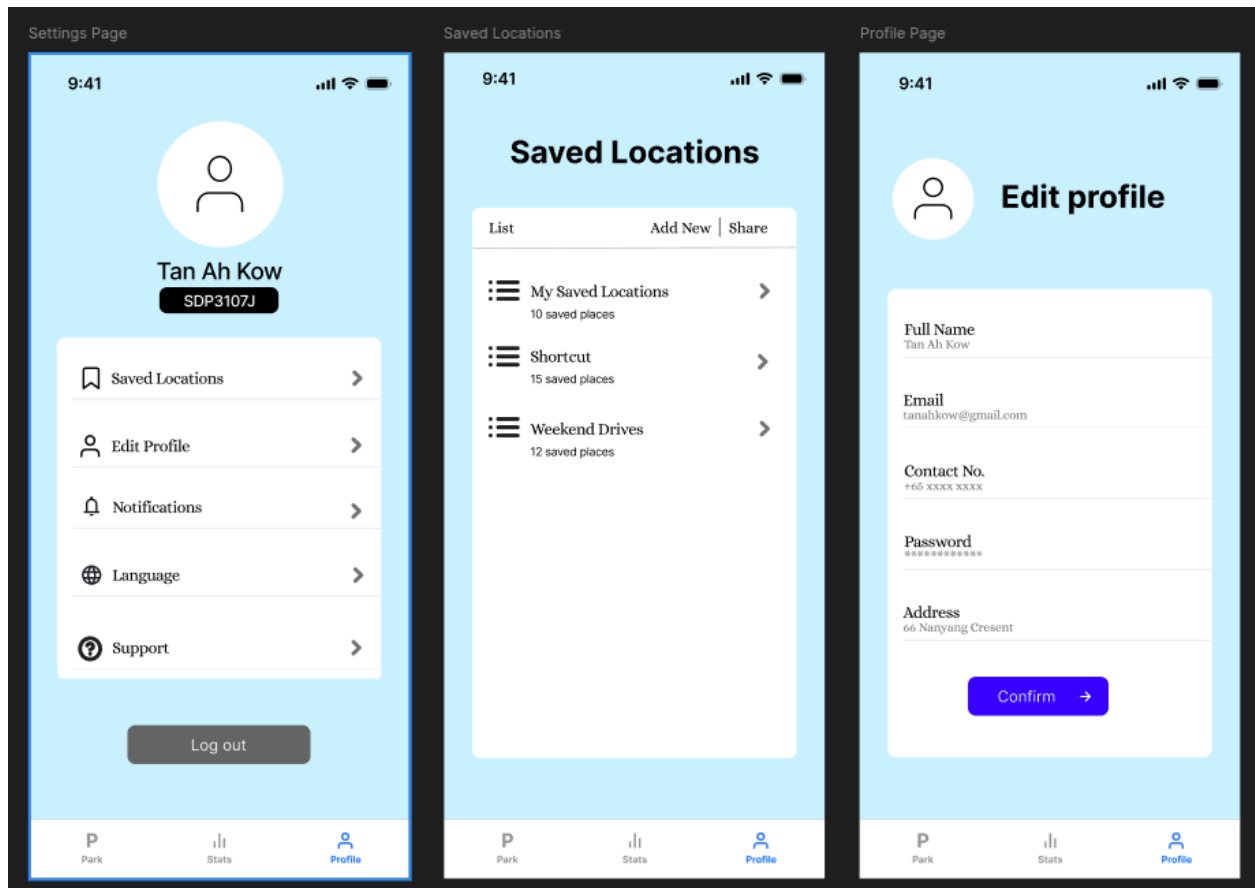 Settings Page
9:41
Tan Ah Kow
SDP3107J
Saved Locations
Edit Profile
Notifications
Language
Support
Log out
P
Park
Stats
Profile
Saved Locations
9:41
Saved Locations
List Add New | Share
My Saved Locations
10 saved places
Shortcut
15 saved places
Weekend Drives
12 saved places
P
Park
Stats
Profile
Profile Page
9:41
Edit profile
Full Name
Tan Ah Kow
Email
tanahkow@gmail.com
Contact No.
+65 xxxx xxxx
Password
************
Address
66 Nanyang Cresent
Confirm →
P
Park
Stats
Profile